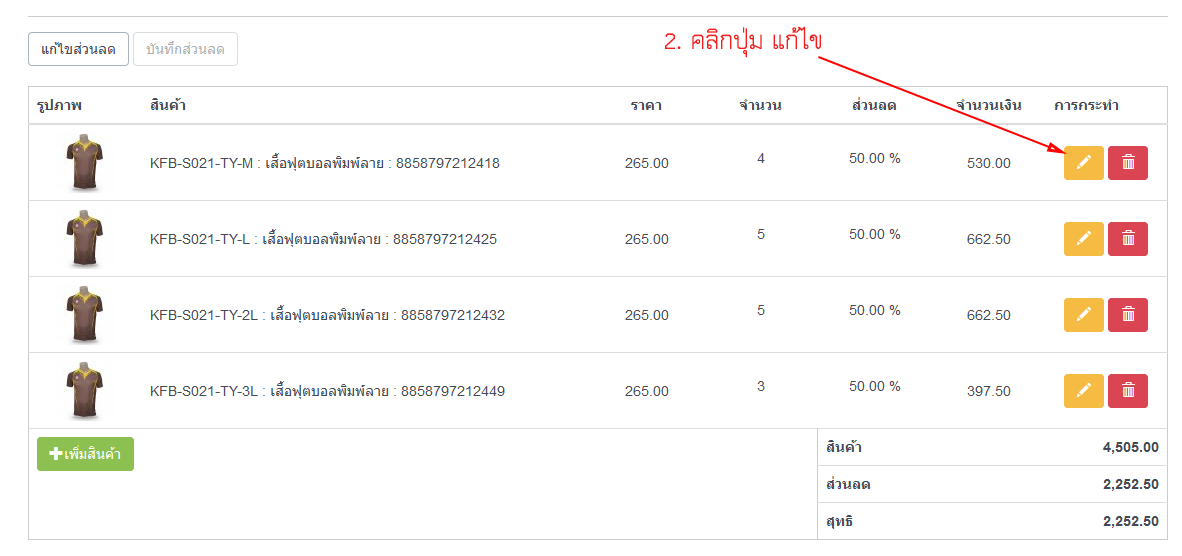 2. คลิกปุ่ม แก้ไข
แก้ไขส่วนลด บันทึกส่วนลด
รูปภาพ สินค้า ราคา จำนวน ส่วนลด จำนวนเงิน การกระทำ
KFB-S021-TY-M : เสื้อฟุตบอลพิมพ์ลาย : 8858797212418 265.00 4 50.00 % 530.00
KFB-S021-TY-L : เสื้อฟุตบอลพิมพ์ลาย : 8858797212425 265.00 5 50.00 % 662.50
KFB-S021-TY-2L : เสื้อฟุตบอลพิมพ์ลาย : 8858797212432 265.00 5 50.00 % 662.50
KFB-S021-TY-3L : เสื้อฟุตบอลพิมพ์ลาย : 8858797212449 265.00 3 50.00 % 397.50
เพิ่มสินค้า สินค้า 4,505.00
ส่วนลด 2,252.50
สุทธิ 2,252.50